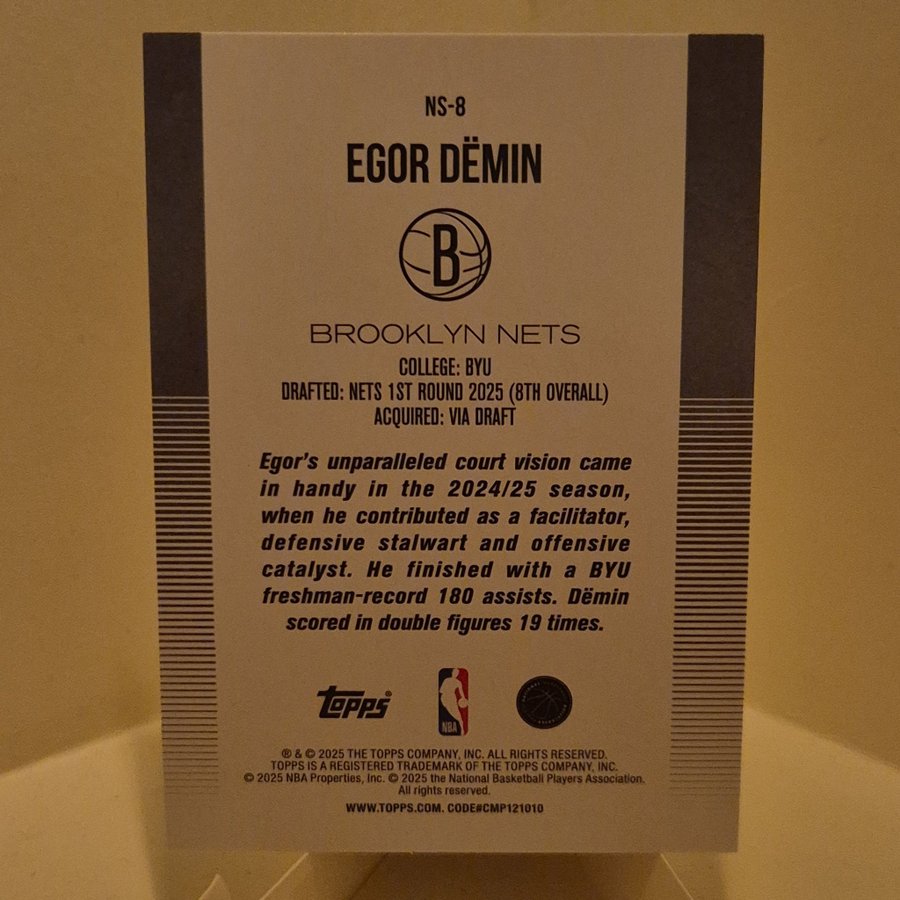 NS-8
EGOR DËMIN
B
BROOKLYN NETS
COLLEGE: BYU
DRAFTED: NETS 1ST ROUND 2025 (8TH OVERALL)
ACQUIRED: VIA DRAFT
Egor's unparalleled court vision came
in handy in the 2024/25 season,
when he contributed as a facilitator,
defensive stalwart and offensive
catalyst. He finished with a BYU
freshman-record 180 assists. Dëmin
scored in double figures 19 times.
topps®
NBA
® & © 2025 THE TOPPS COMPANY, INC. ALL RIGHTS RESERVED.
TOPPS IS A REGISTERED TRADEMARK OF THE TOPPS COMPANY, INC.
© 2025 NBA Properties, Inc. © 2025 the National Basketball Players Association.
All rights reserved.
WWW.TOPPS.COM. CODE#CMP121010